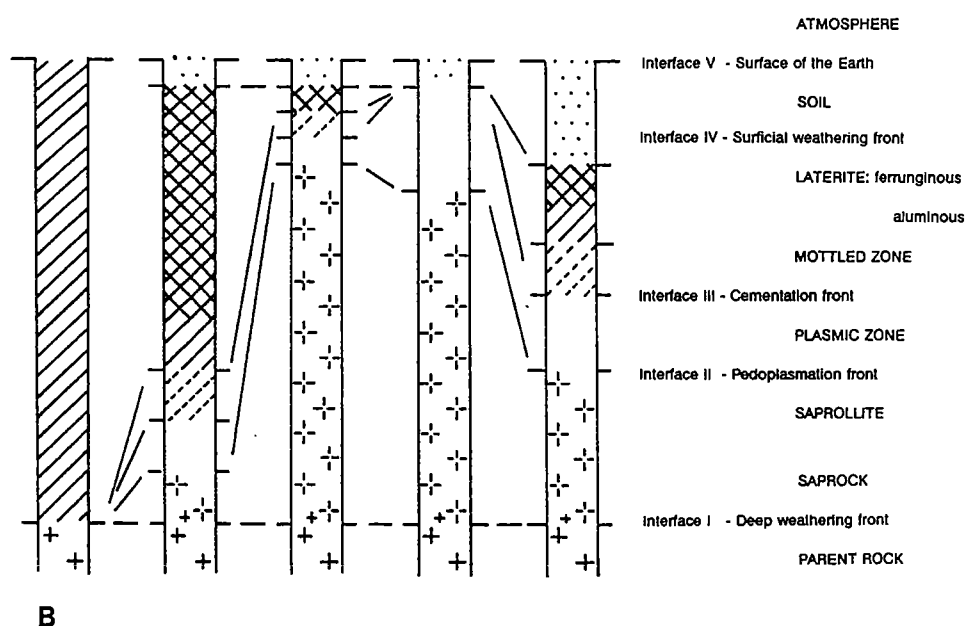 ATMOSPHERE
Interface V - Surface of the Earth
SOIL
Interface IV - Surficial weathering front
LATERITE: ferrunginous
aluminous
MOTTLED ZONE
Interface III - Cementation front
PLASMIC ZONE
Interface II - Pedoplasmation front
SAPROLLITE
SAPROCK
Interface I - Deep weathering front
PARENT ROCK
B